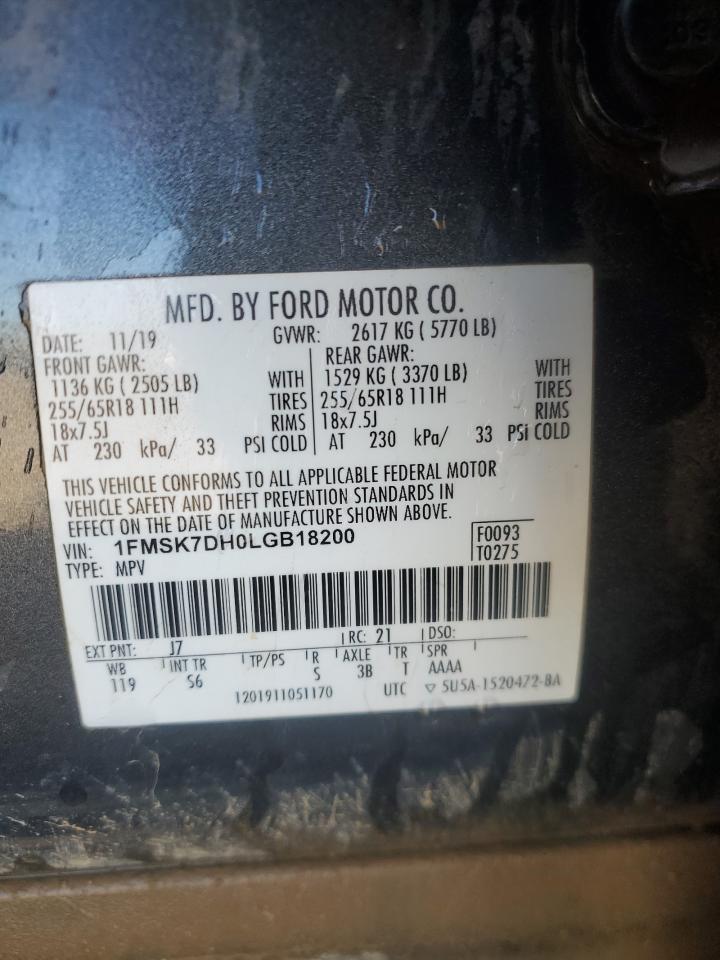 MFD. BY FORD MOTOR CO.
DATE: 11/19 GVWR: 2617 KG ( 5770 LB)
FRONT GAWR: REAR GAWR:
1136 KG ( 2505 LB) WITH 1529 KG ( 3370 LB) WITH
255/65R18 111H TIRES 255/65R18 111H TIRES
18x7.5J RIMS 18x7.5J RIMS
AT 230 kPa/ 33 PSI COLD AT 230 kPa/ 33 PSI COLD
THIS VEHICLE CONFORMS TO ALL APPLICABLE FEDERAL MOTOR
VEHICLE SAFETY AND THEFT PREVENTION STANDARDS IN
EFFECT ON THE DATE OF MANUFACTURE SHOWN ABOVE.
VIN: 1FMSK7DH0LGB18200 F0093
TYPE: MPV T0275
EXT PNT: J7 RC: 21 DSO:
WB INT TR TP/PS R AXLE TR SPR
119 S6 S 3B T AAAA
1201911051170 UTC ▽ 5U5A-1520472-BA